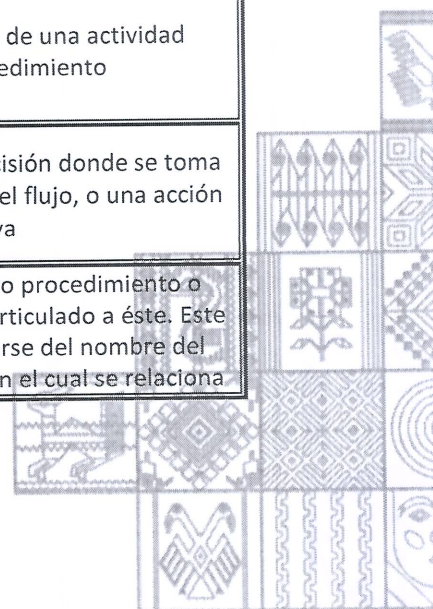 de una actividad
edimiento
isión donde se toma
el flujo, o una acción
va
o procedimiento o
rticulado a éste. Este
rse del nombre del
n el cual se relaciona